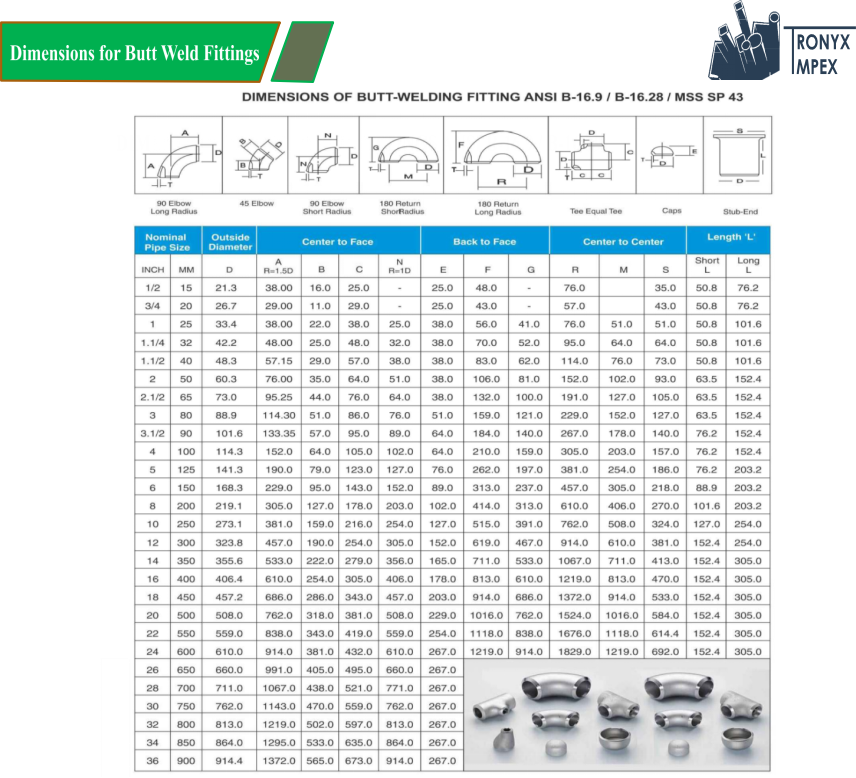 Dimensions for Butt Weld Fittings
TRONYX
IMPEX
DIMENSIONS OF BUTT-WELDING FITTING ANSI B-16.9 / B-16.28 / MSS SP 43
A A D T
B B D T
N N D T
G T M D
F T R D
D D C T C C
E T D
S L D
90 Elbow Long Radius
45 Elbow
90 Elbow Short Radius
180 Return Short Radius
180 Return Long Radius
Tee Equal Tee
Caps
Stub-End
Nominal Pipe Size Outside Diameter Center to Face Back to Face Center to Center Length 'L'
INCH MM D A R=1.5D B C N R=1D E F G R M S Short L Long L
1/2 15 21.3 38.00 16.0 25.0 - 25.0 48.0 - 76.0 35.0 50.8 76.2
3/4 20 26.7 29.00 11.0 29.0 - 25.0 43.0 - 57.0 43.0 50.8 76.2
1 25 33.4 38.00 22.0 38.0 25.0 38.0 56.0 41.0 76.0 51.0 51.0 50.8 101.6
1.1/4 32 42.2 48.00 25.0 48.0 32.0 38.0 70.0 52.0 95.0 64.0 64.0 50.8 101.6
1.1/2 40 48.3 57.15 29.0 57.0 38.0 38.0 83.0 62.0 114.0 76.0 73.0 50.8 101.6
2 50 60.3 76.00 35.0 64.0 51.0 38.0 106.0 81.0 152.0 102.0 93.0 63.5 152.4
2.1/2 65 73.0 95.25 44.0 76.0 64.0 38.0 132.0 100.0 191.0 127.0 105.0 63.5 152.4
3 80 88.9 114.30 51.0 86.0 76.0 51.0 159.0 121.0 229.0 152.0 127.0 63.5 152.4
3.1/2 90 101.6 133.35 57.0 95.0 89.0 64.0 184.0 140.0 267.0 178.0 140.0 76.2 152.4
4 100 114.3 152.0 64.0 105.0 102.0 64.0 210.0 159.0 305.0 203.0 157.0 76.2 152.4
5 125 141.3 190.0 79.0 123.0 127.0 76.0 262.0 197.0 381.0 254.0 186.0 76.2 203.2
6 150 168.3 229.0 95.0 143.0 152.0 89.0 313.0 237.0 457.0 305.0 218.0 88.9 203.2
8 200 219.1 305.0 127.0 178.0 203.0 102.0 414.0 313.0 610.0 406.0 270.0 101.6 203.2
10 250 273.1 381.0 159.0 216.0 254.0 127.0 515.0 391.0 762.0 508.0 324.0 127.0 254.0
12 300 323.8 457.0 190.0 254.0 305.0 152.0 619.0 467.0 914.0 610.0 381.0 152.4 254.0
14 350 355.6 533.0 222.0 279.0 356.0 165.0 711.0 533.0 1067.0 711.0 413.0 152.4 305.0
16 400 406.4 610.0 254.0 305.0 406.0 178.0 813.0 610.0 1219.0 813.0 470.0 152.4 305.0
18 450 457.2 686.0 286.0 343.0 457.0 203.0 914.0 686.0 1372.0 914.0 533.0 152.4 305.0
20 500 508.0 762.0 318.0 381.0 508.0 229.0 1016.0 762.0 1524.0 1016.0 584.0 152.4 305.0
22 550 559.0 838.0 343.0 419.0 559.0 254.0 1118.0 838.0 1676.0 1118.0 614.4 152.4 305.0
24 600 610.0 914.0 381.0 432.0 610.0 267.0 1219.0 914.0 1829.0 1219.0 692.0 152.4 305.0
26 650 660.0 991.0 405.0 495.0 660.0 267.0
28 700 711.0 1067.0 438.0 521.0 771.0 267.0
30 750 762.0 1143.0 470.0 559.0 762.0 267.0
32 800 813.0 1219.0 502.0 597.0 813.0 267.0
34 850 864.0 1295.0 533.0 635.0 864.0 267.0
36 900 914.4 1372.0 565.0 673.0 914.0 267.0